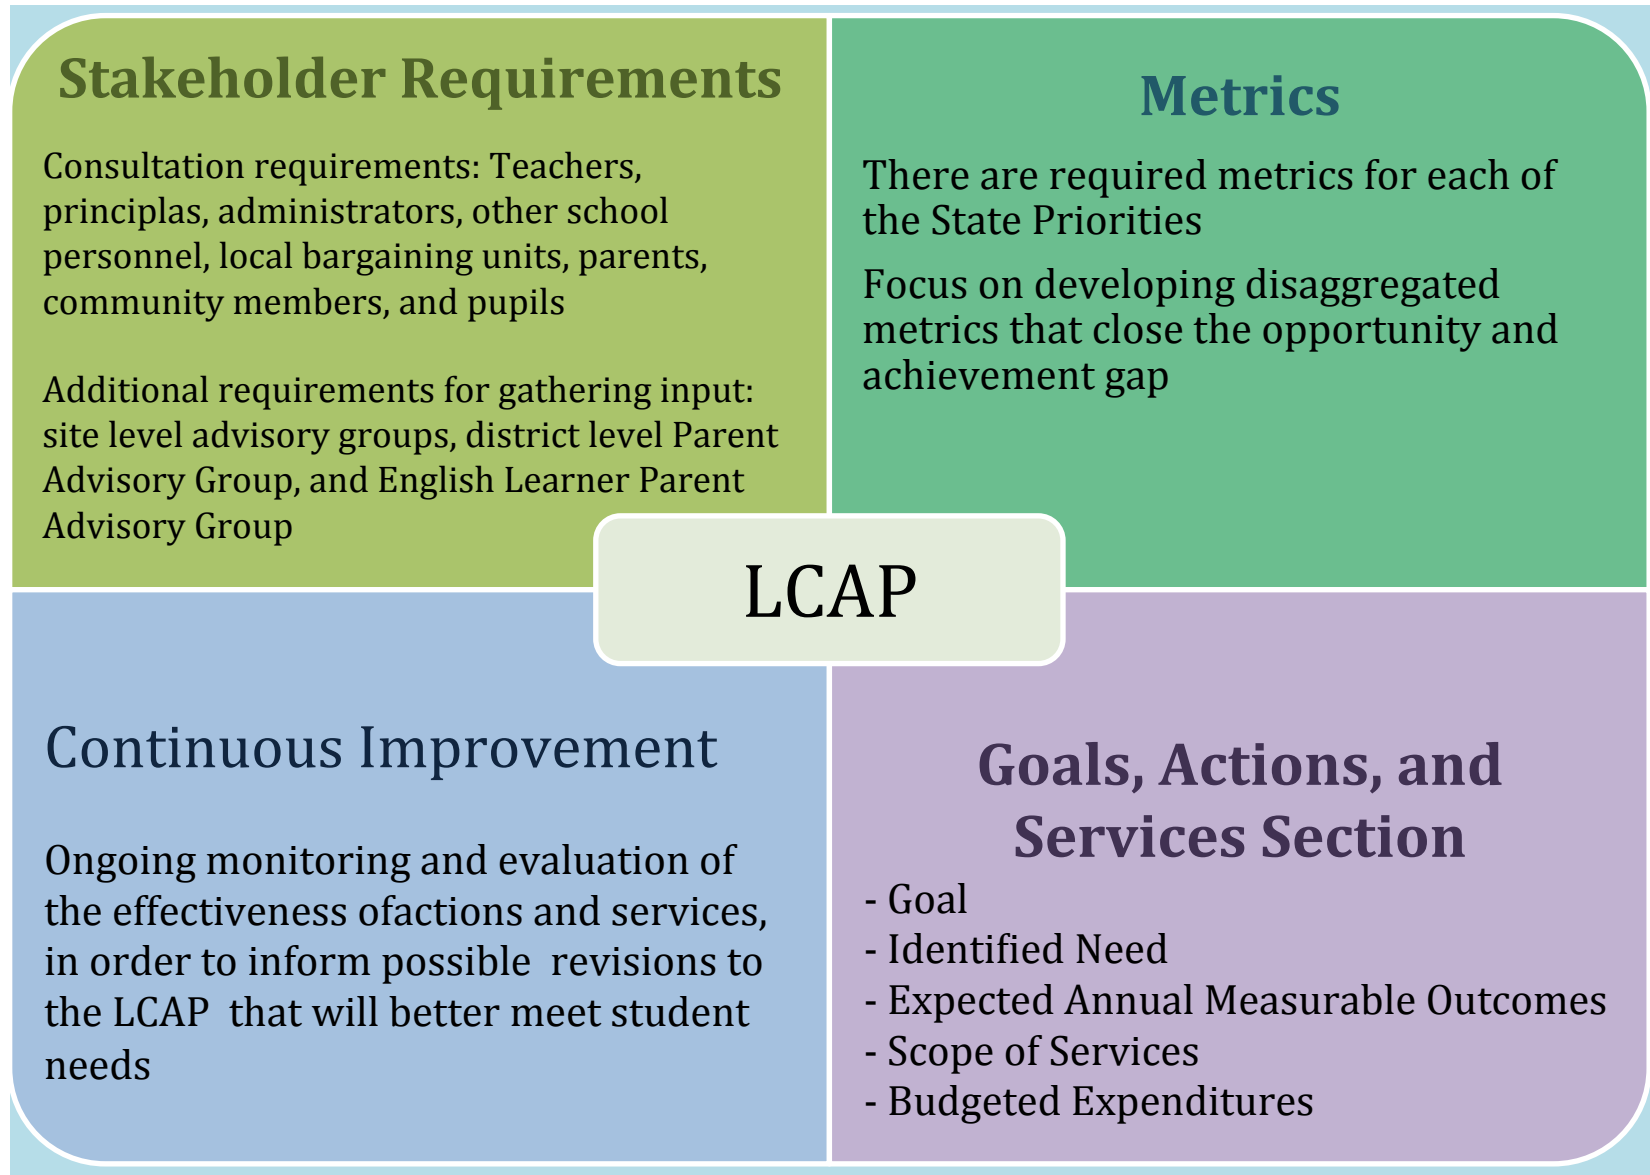 Stakeholder Requirements
Consultation requirements: Teachers,
principlas, administrators, other school
personnel, local bargaining units, parents,
community members, and pupils
Additional requirements for gathering input:
site level advisory groups, district level Parent
Advisory Group, and English Learner Parent
Advisory Group
Metrics
There are required metrics for each of
the State Priorities
Focus on developing disaggregated
metrics that close the opportunity and
achievement gap
LCAP
Continuous Improvement
Ongoing monitoring and evaluation of
the effectiveness ofactions and services,
in order to inform possible  revisions to
the LCAP  that will better meet student
needs
Goals, Actions, and
Services Section
- Goal
- Identified Need
- Expected Annual Measurable Outcomes
- Scope of Services
- Budgeted Expenditures